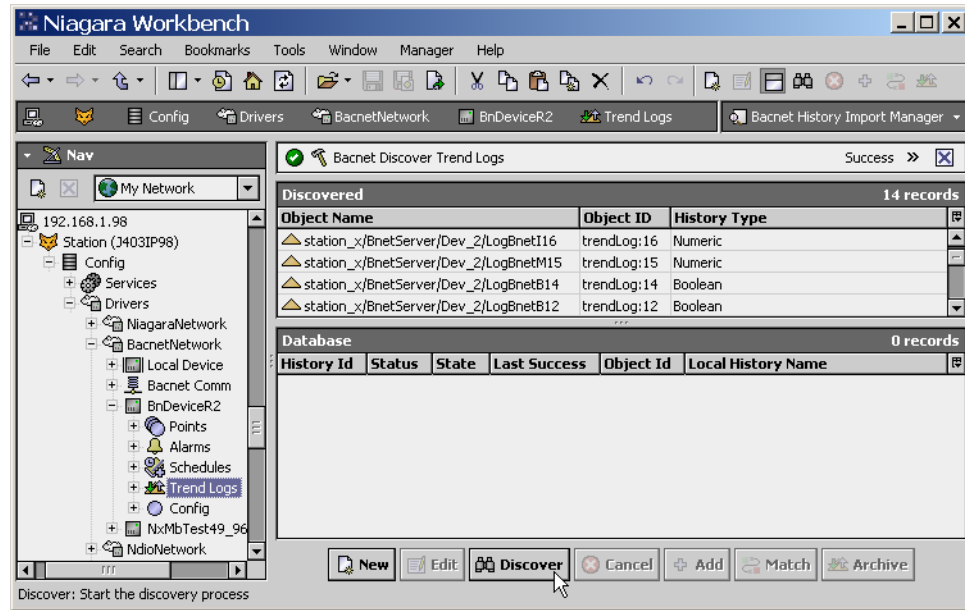 Niagara Workbench
File Edit Search Bookmarks Tools Window Manager Help
Config Drivers BacnetNetwork BnDeviceR2 Trend Logs Bacnet History Import Manager
Nav
My Network
192.168.1.98
Station (J403IP98)
Config
Services
Drivers
NiagaraNetwork
BacnetNetwork
Local Device
Bacnet Comm
BnDeviceR2
Points
Alarms
Schedules
Trend Logs
Config
NxMbTest49_96
NdioNetwork
Bacnet Discover Trend Logs Success »
Discovered 14 records
Object Name Object ID History Type
station_x/BnetServer/Dev_2/LogBnetI16 trendLog:16 Numeric
station_x/BnetServer/Dev_2/LogBnetM15 trendLog:15 Numeric
station_x/BnetServer/Dev_2/LogBnetB14 trendLog:14 Boolean
station_x/BnetServer/Dev_2/LogBnetB12 trendLog:12 Boolean
Database 0 records
History Id Status State Last Success Object Id Local History Name
New Edit Discover Cancel Add Match Archive
Discover: Start the discovery process